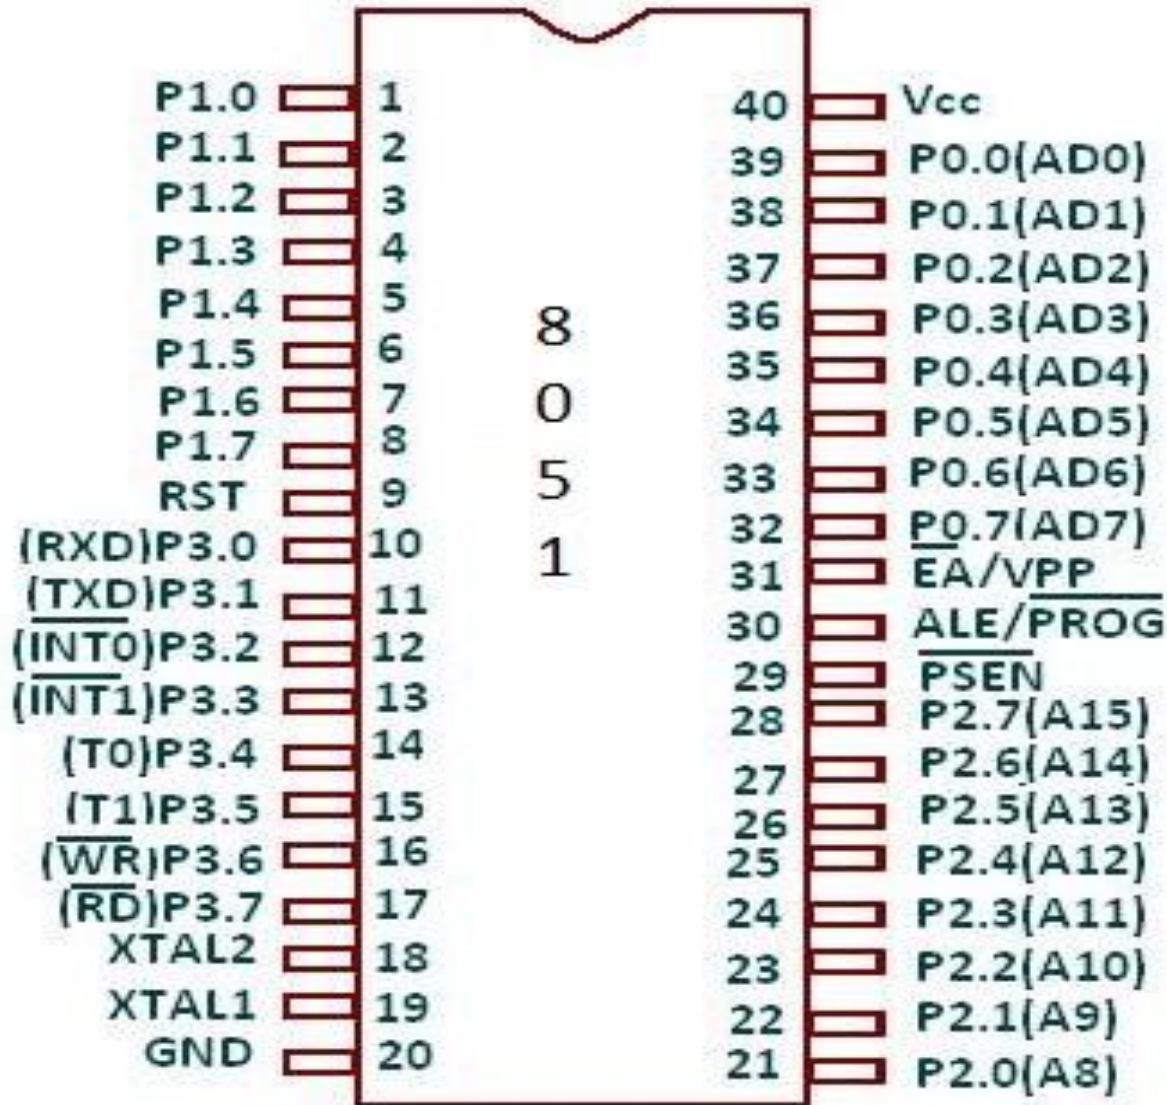 P1.0 1
P1.1 2
P1.2 3
P1.3 4
P1.4 5
P1.5 6
P1.6 7
P1.7 8
RST 9
(RXD)P3.0 10
(TXD)P3.1 11
(INT0)P3.2 12
(INT1)P3.3 13
(T0)P3.4 14
(T1)P3.5 15
(WR)P3.6 16
(RD)P3.7 17
XTAL2 18
XTAL1 19
GND 20
8
0
5
1
40 Vcc
39 P0.0(AD0)
38 P0.1(AD1)
37 P0.2(AD2)
36 P0.3(AD3)
35 P0.4(AD4)
34 P0.5(AD5)
33 P0.6(AD6)
32 P0.7(AD7)
31 EA/VPP
30 ALE/PROG
29 PSEN
28 P2.7(A15)
27 P2.6(A14)
26 P2.5(A13)
25 P2.4(A12)
24 P2.3(A11)
23 P2.2(A10)
22 P2.1(A9)
21 P2.0(A8)